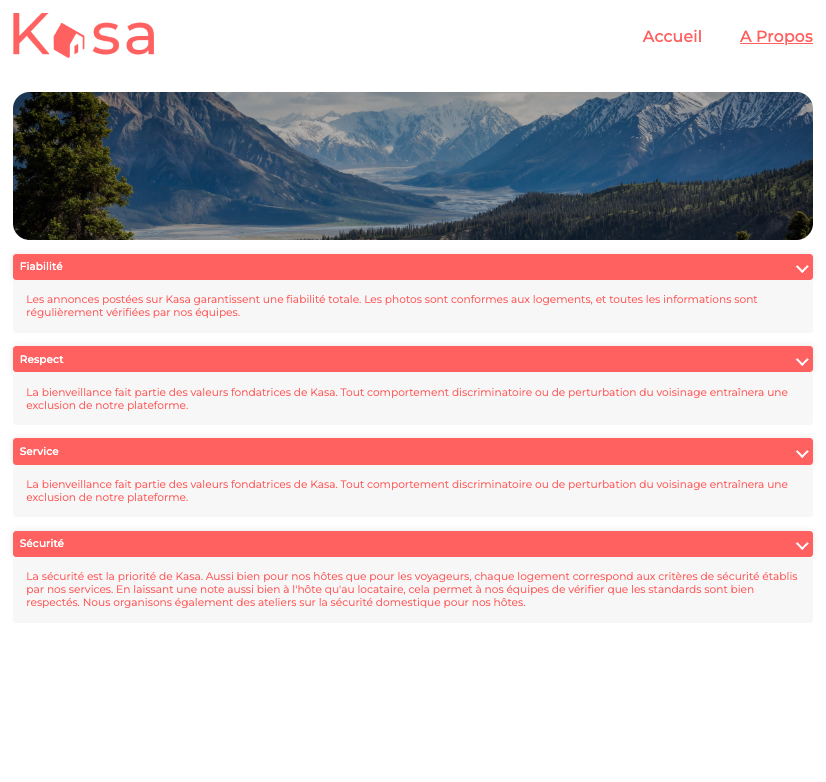 Kasa
Accueil
A Propos
Fiabilité
Les annonces postées sur Kasa garantissent une fiabilité totale. Les photos sont conformes aux logements, et toutes les informations sont
régulièrement vérifiées par nos équipes.
Respect
La bienveillance fait partie des valeurs fondatrices de Kasa. Tout comportement discriminatoire ou de perturbation du voisinage entraînera une
exclusion de notre plateforme.
Service
La bienveillance fait partie des valeurs fondatrices de Kasa. Tout comportement discriminatoire ou de perturbation du voisinage entraînera une
exclusion de notre plateforme.
Sécurité
La sécurité est la priorité de Kasa. Aussi bien pour nos hôtes que pour les voyageurs, chaque logement correspond aux critères de sécurité établis
par nos services. En laissant une note aussi bien à l'hôte qu'au locataire, cela permet à nos équipes de vérifier que les standards sont bien
respectés. Nous organisons également des ateliers sur la sécurité domestique pour nos hôtes.